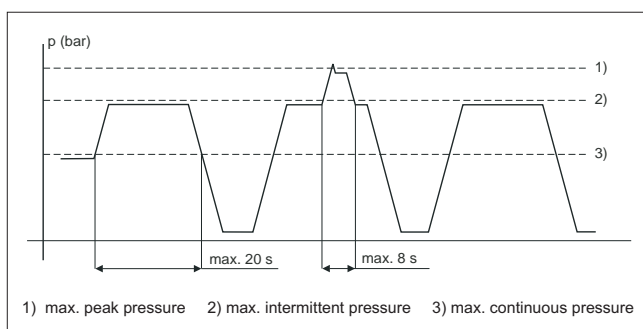 p (bar)
1)
2)
3)
max. 20 s
max. 8 s
1) max. peak pressure 2) max. intermittent pressure 3) max. continuous pressure